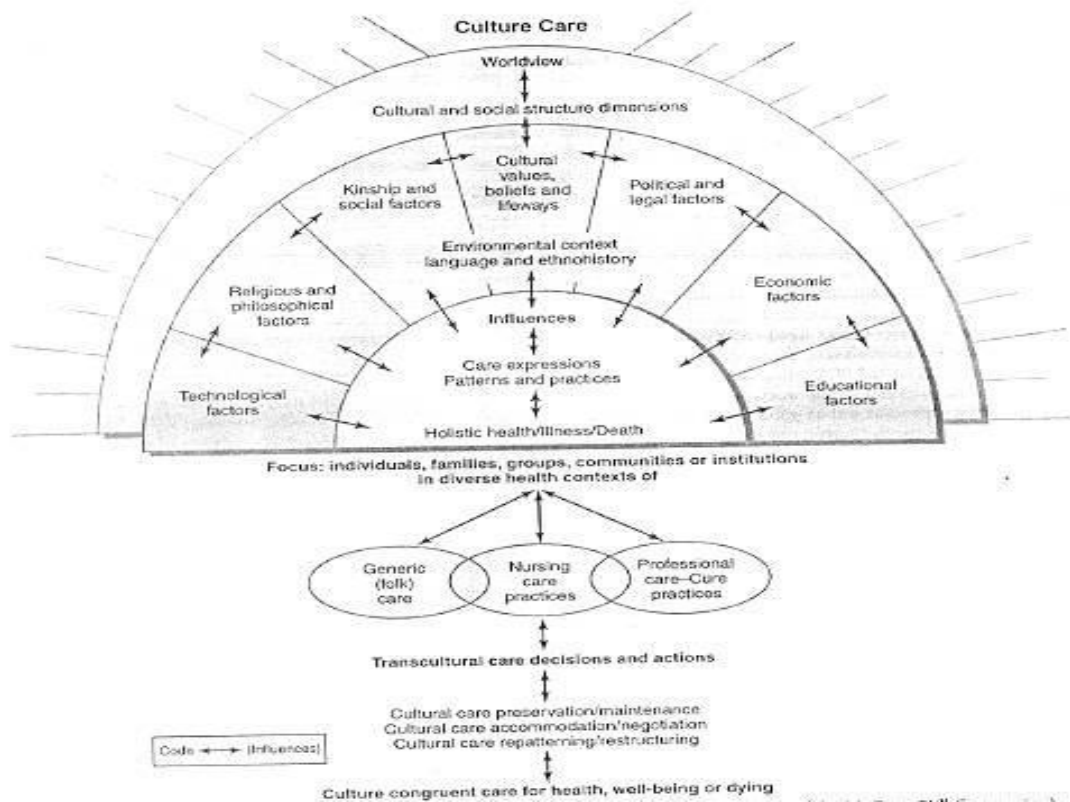 Culture Care
Worldview
Cultural and social structure dimensions
Cultural
values,
beliefs and
lifeways
Kinship and
social factors
Political and
legal factors
Environmental context
language and ethnohistory
Religious and
philosophical
factors
Economic
factors
Influences
Care expressions
Patterns and practices
Technological
factors
Educational
factors
Holistic health/Illness/Death
Focus: individuals, families, groups, communities or institutions
in diverse health contexts of
Generic
(folk)
care
Nursing
care
practices
Professional
care–Cure
practices
Transcultural care decisions and actions
Cultural care preservation/maintenance
Cultural care accommodation/negotiation
Cultural care repatterning/restructuring
Code ↔ (Influences)
Culture congruent care for health, well-being or dying